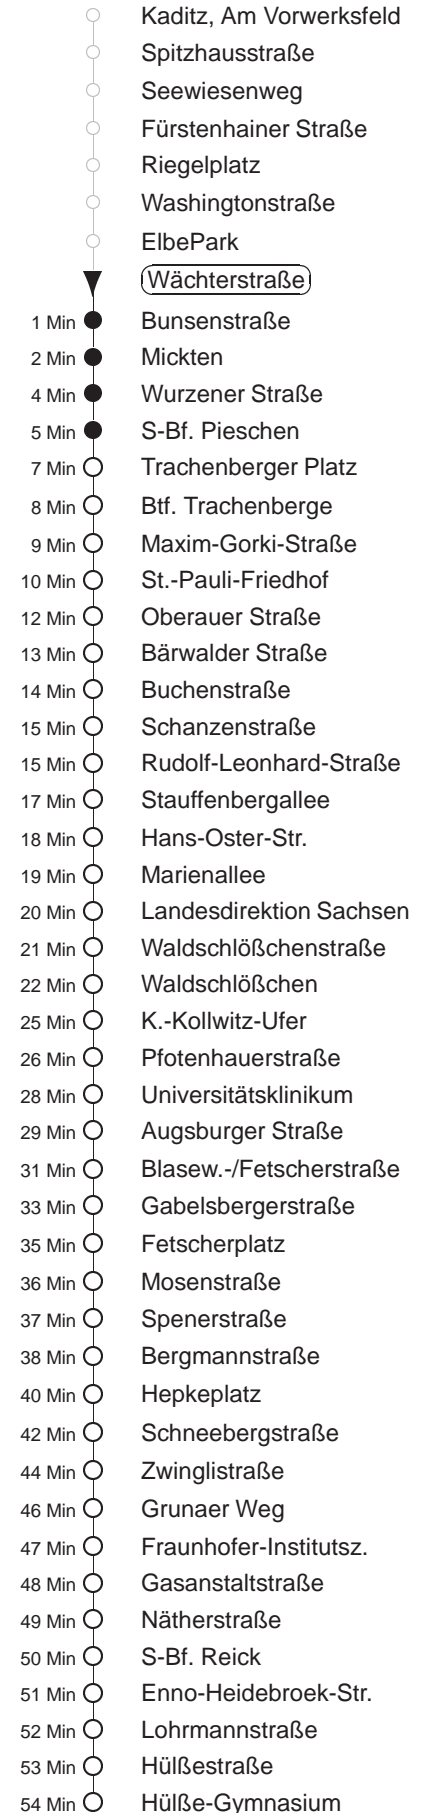 Kaditz, Am Vorwerksfeld
Spitzhausstraße
Seewiesenweg
Fürstenhainer Straße
Riegelplatz
Washingtonstraße
ElbePark
Wächterstraße
1 Min Bunsenstraße
2 Min Mickten
4 Min Wurzener Straße
5 Min S-Bf. Pieschen
7 Min Trachenberger Platz
8 Min Btf. Trachenberge
9 Min Maxim-Gorki-Straße
10 Min St.-Pauli-Friedhof
12 Min Oberauer Straße
13 Min Bärwalder Straße
14 Min Buchenstraße
15 Min Schanzenstraße
15 Min Rudolf-Leonhard-Straße
17 Min Stauffenbergallee
18 Min Hans-Oster-Str.
19 Min Marienallee
20 Min Landesdirektion Sachsen
21 Min Waldschlößchenstraße
22 Min Waldschlößchen
25 Min K.-Kollwitz-Ufer
26 Min Pfotenhauerstraße
28 Min Universitätsklinikum
29 Min Augsburger Straße
31 Min Blasew.-/Fetscherstraße
33 Min Gabelsbergerstraße
35 Min Fetscherplatz
36 Min Mosenstraße
37 Min Spenerstraße
38 Min Bergmannstraße
40 Min Hepkeplatz
42 Min Schneebergstraße
44 Min Zwinglistraße
46 Min Grunaer Weg
47 Min Fraunhofer-Institutsz.
48 Min Gasanstaltstraße
49 Min Nätherstraße
50 Min S-Bf. Reick
51 Min Enno-Heidebroek-Str.
52 Min Lohrmannstraße
53 Min Hülßestraße
54 Min Hülße-Gymnasium